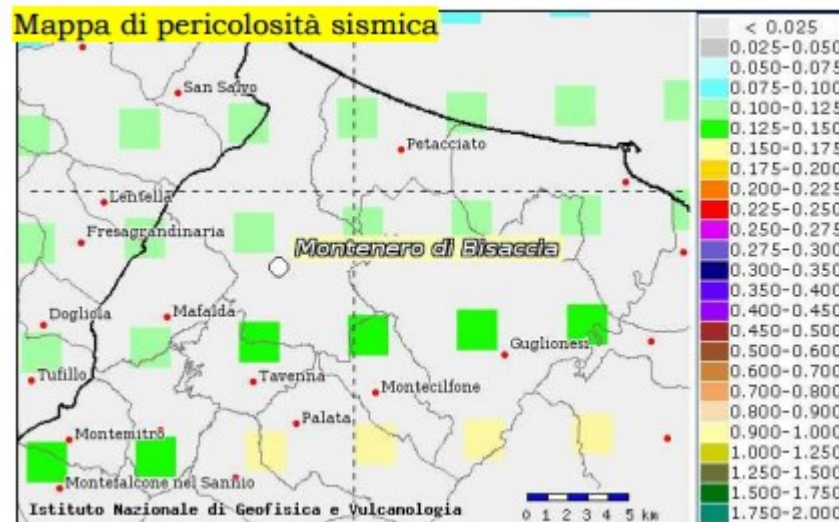 Mappa di pericolosità sismica
San Salvo
Petacciato
Lentella
Fresagrandinaria
Montenero di Bisaccia
Dogliola
Mafalda
Guglionesi
Tufillo
Tavenna
Montecilfone
Palata
Montemitro
Montefalcone nel Sannio
Istituto Nazionale di Geofisica e Vulcanologia
0 1 2 3 4 5 km
< 0.025
0.025-0.050
0.050-0.075
0.075-0.100
0.100-0.125
0.125-0.150
0.150-0.175
0.175-0.200
0.200-0.225
0.225-0.250
0.250-0.275
0.275-0.300
0.300-0.350
0.350-0.400
0.400-0.450
0.450-0.500
0.500-0.600
0.600-0.700
0.700-0.800
0.800-0.900
0.900-1.000
1.000-1.250
1.250-1.500
1.500-1.750
1.750-2.000